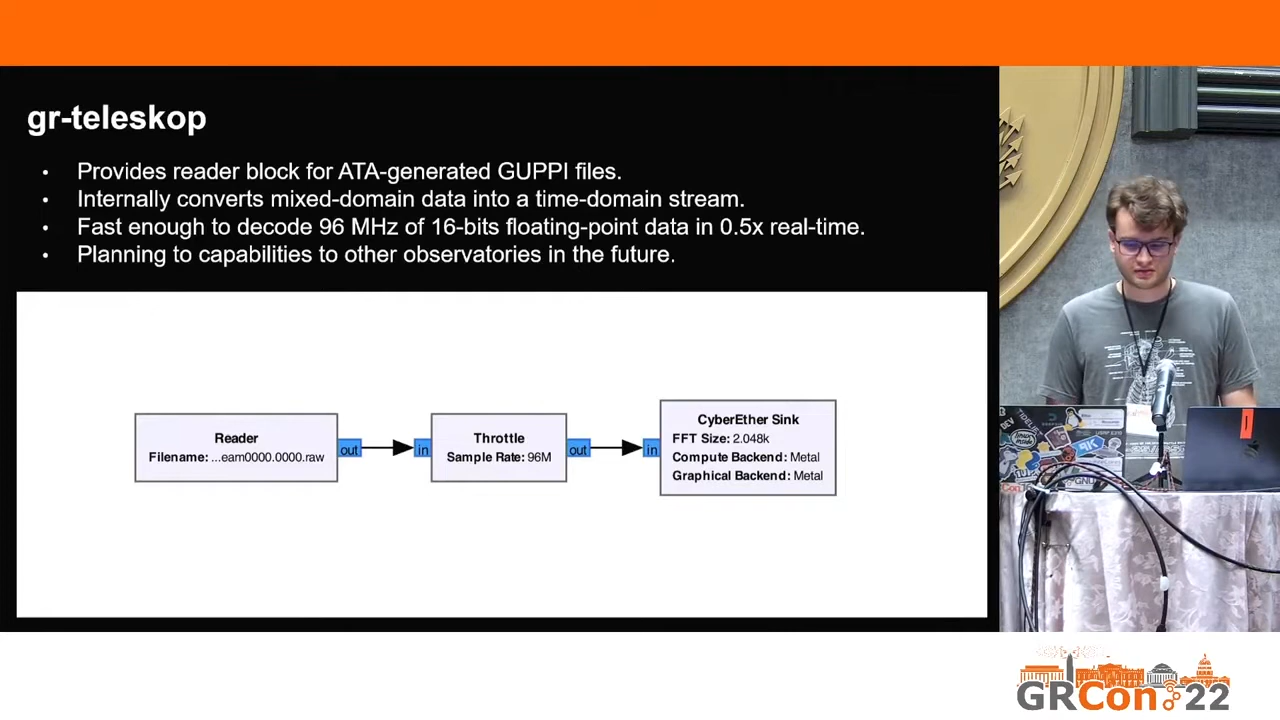 gr-teleskop
• Provides reader block for ATA-generated GUPPI files.
• Internally converts mixed-domain data into a time-domain stream.
• Fast enough to decode 96 MHz of 16-bits floating-point data in 0.5x real-time.
• Planning to capabilities to other observatories in the future.
Reader
Filename: ...eam0000.0000.raw
out
in
Throttle
Sample Rate: 96M
out
in
CyberEther Sink
FFT Size: 2.048k
Compute Backend: Metal
Graphical Backend: Metal
GRCon 22